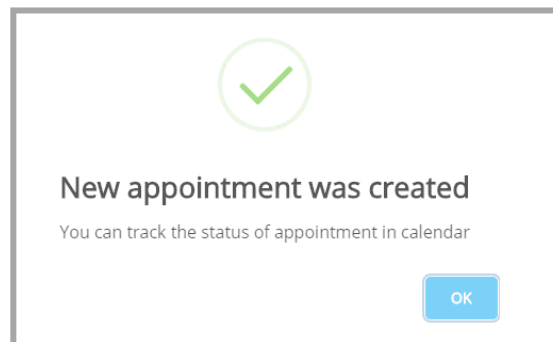 New appointment was created
You can track the status of appointment in calendar
OK